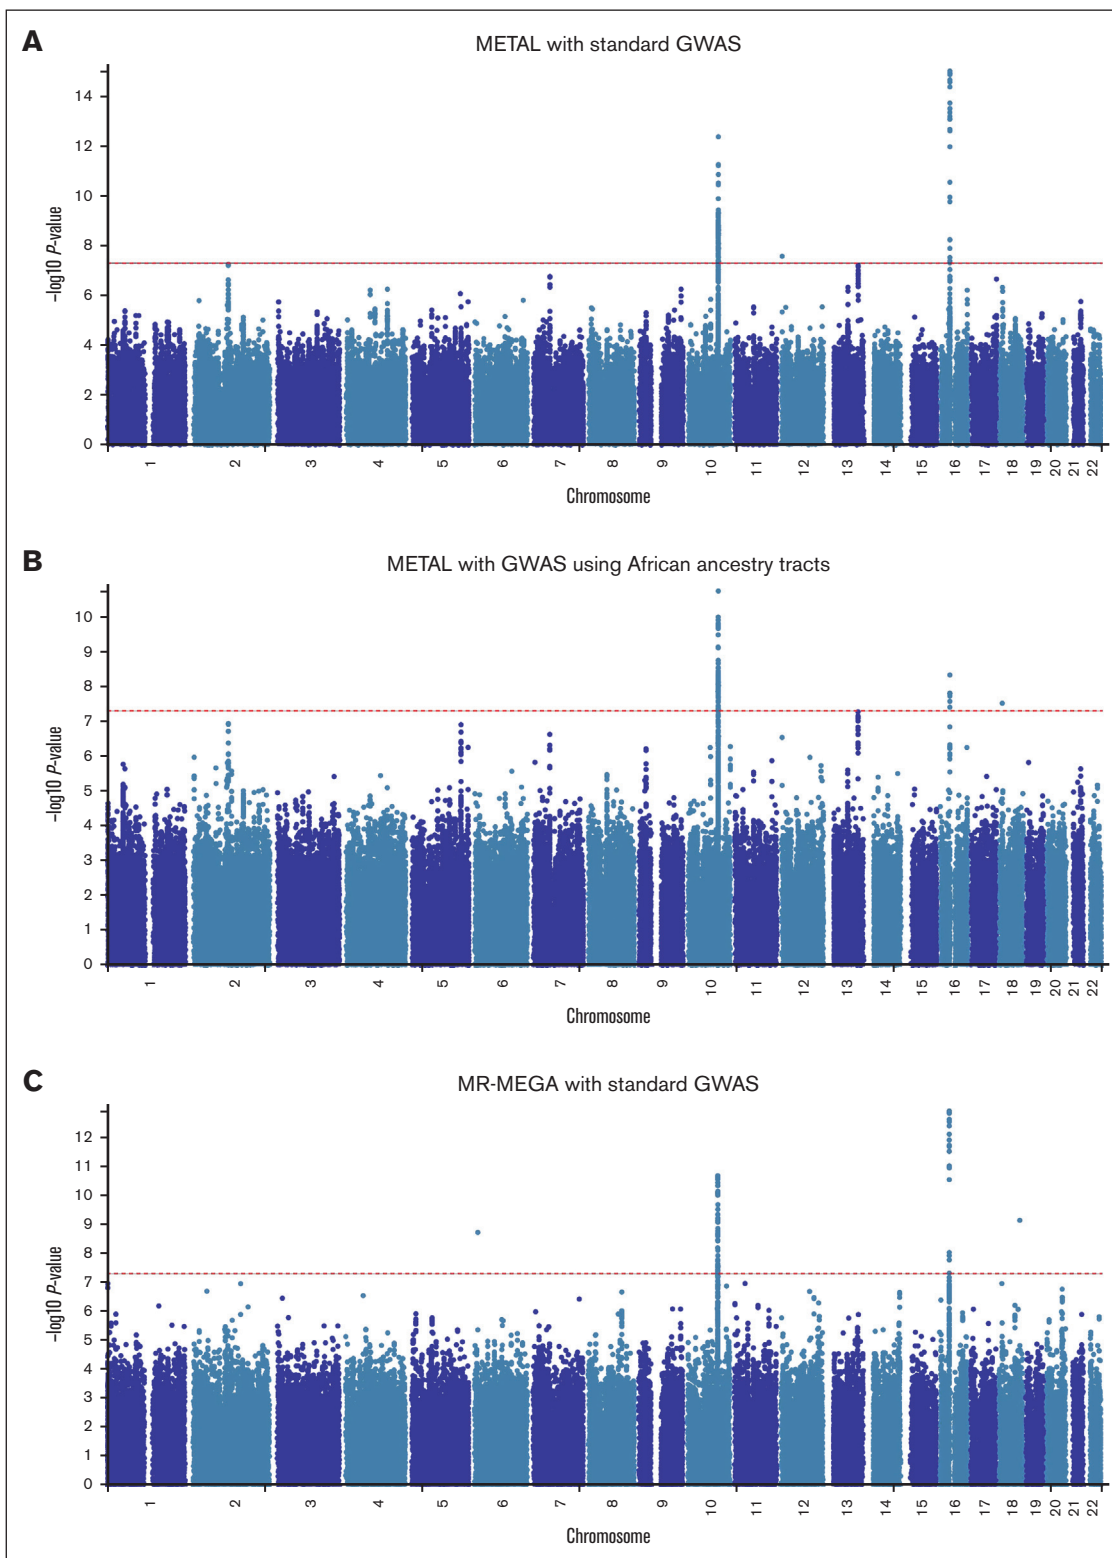 A
METAL with standard GWAS
14
12
10
8
6
4
2
0
−log10 P-value
1 2 3 4 5 6 7 8 9 10 11 12 13 14 15 16 17 18 19 20 21 22
Chromosome
B
METAL with GWAS using African ancestry tracts
10
9
8
7
6
5
4
3
2
1
0
−log10 P-value
1 2 3 4 5 6 7 8 9 10 11 12 13 14 15 16 17 18 19 20 21 22
Chromosome
C
MR-MEGA with standard GWAS
12
11
10
9
8
7
6
5
4
3
2
1
0
−log10 P-value
1 2 3 4 5 6 7 8 9 10 11 12 13 14 15 16 17 18 19 20 21 22
Chromosome